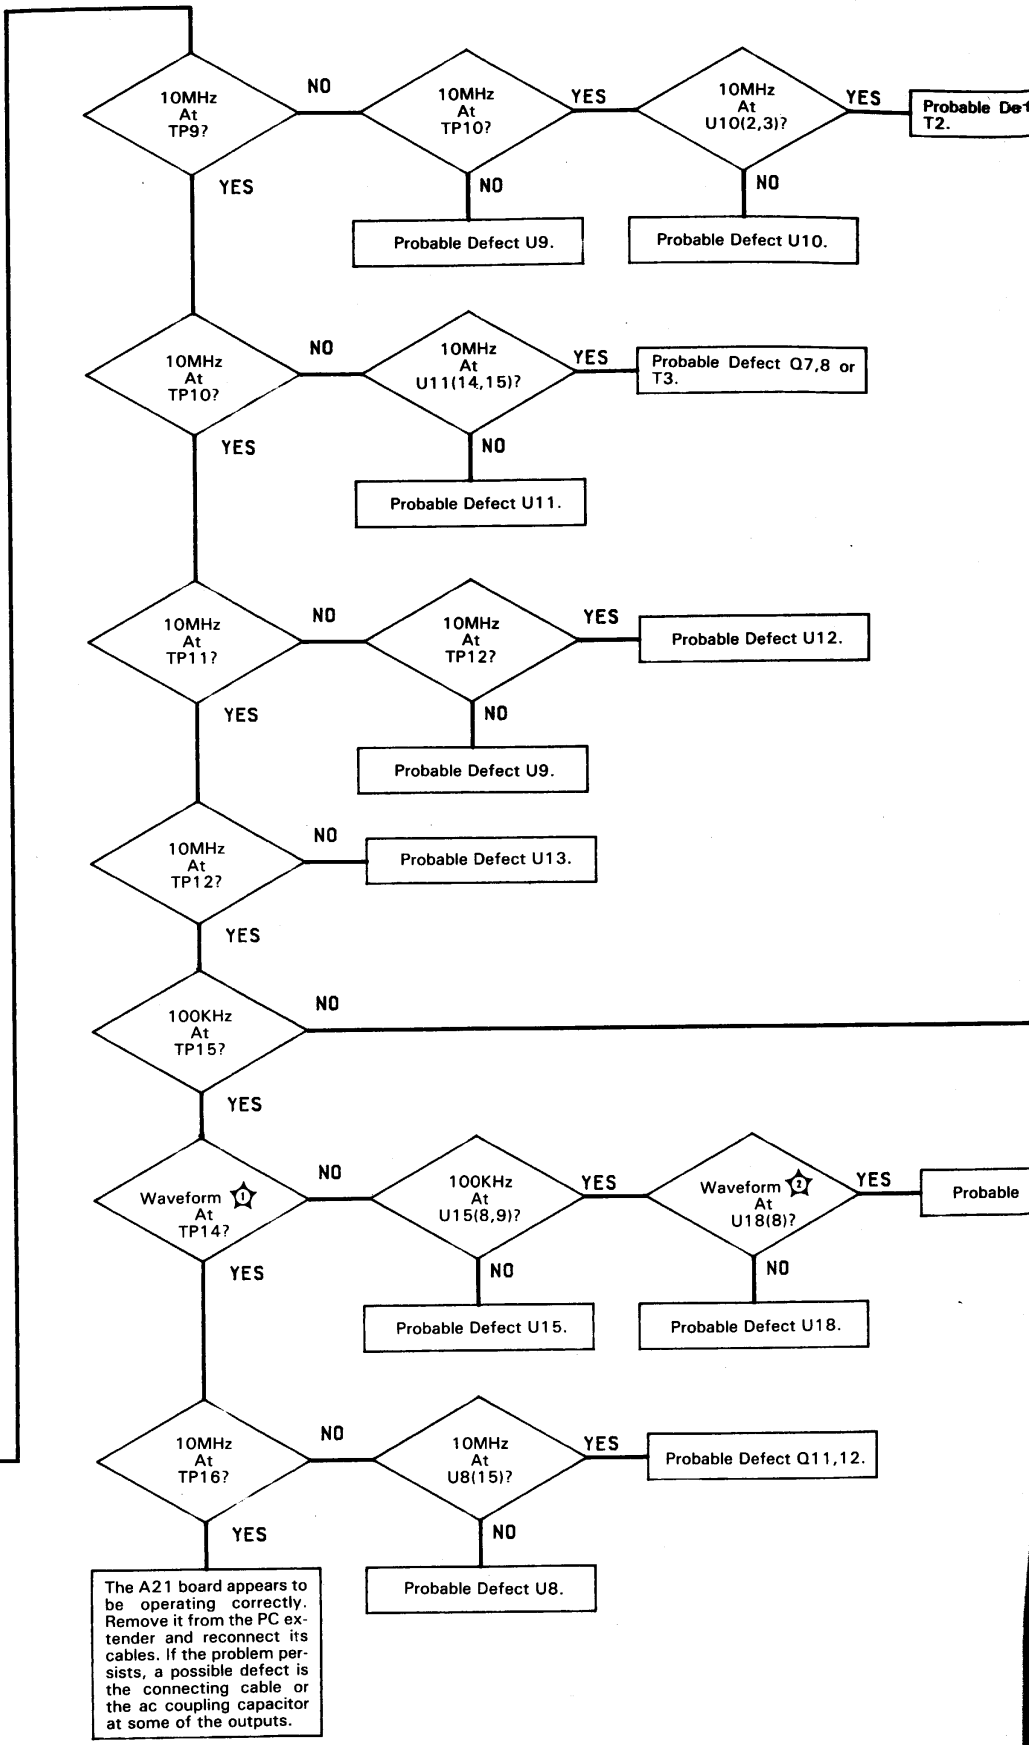 10MHz
At
TP9?
NO
YES
10MHz
At
TP10?
YES
NO
Probable Defect U9.
10MHz
At
U10(2,3)?
YES
NO
Probable Defect U10.
Probable
T2.
10MHz
At
TP10?
NO
YES
10MHz
At
U11(14,15)?
YES
NO
Probable Defect U11.
Probable Defect Q7,8 or
T3.
10MHz
At
TP11?
NO
YES
10MHz
At
TP12?
YES
NO
Probable Defect U9.
Probable Defect U12.
10MHz
At
TP12?
NO
YES
Probable Defect U13.
100KHz
At
TP15?
NO
YES
Waveform 1
At
TP14?
NO
YES
100KHz
At
U15(8,9)?
YES
NO
Probable Defect U15.
Waveform 2
At
U18(8)?
YES
NO
Probable Defect U18.
Probable
10MHz
At
TP16?
NO
YES
10MHz
At
U8(15)?
YES
NO
Probable Defect U8.
Probable Defect Q11,12.
The A21 board appears to
be operating correctly.
Remove it from the PC ex-
tender and reconnect its
cables. If the problem per-
sists, a possible defect is
the connecting cable or
the ac coupling capacitor
at some of the outputs.